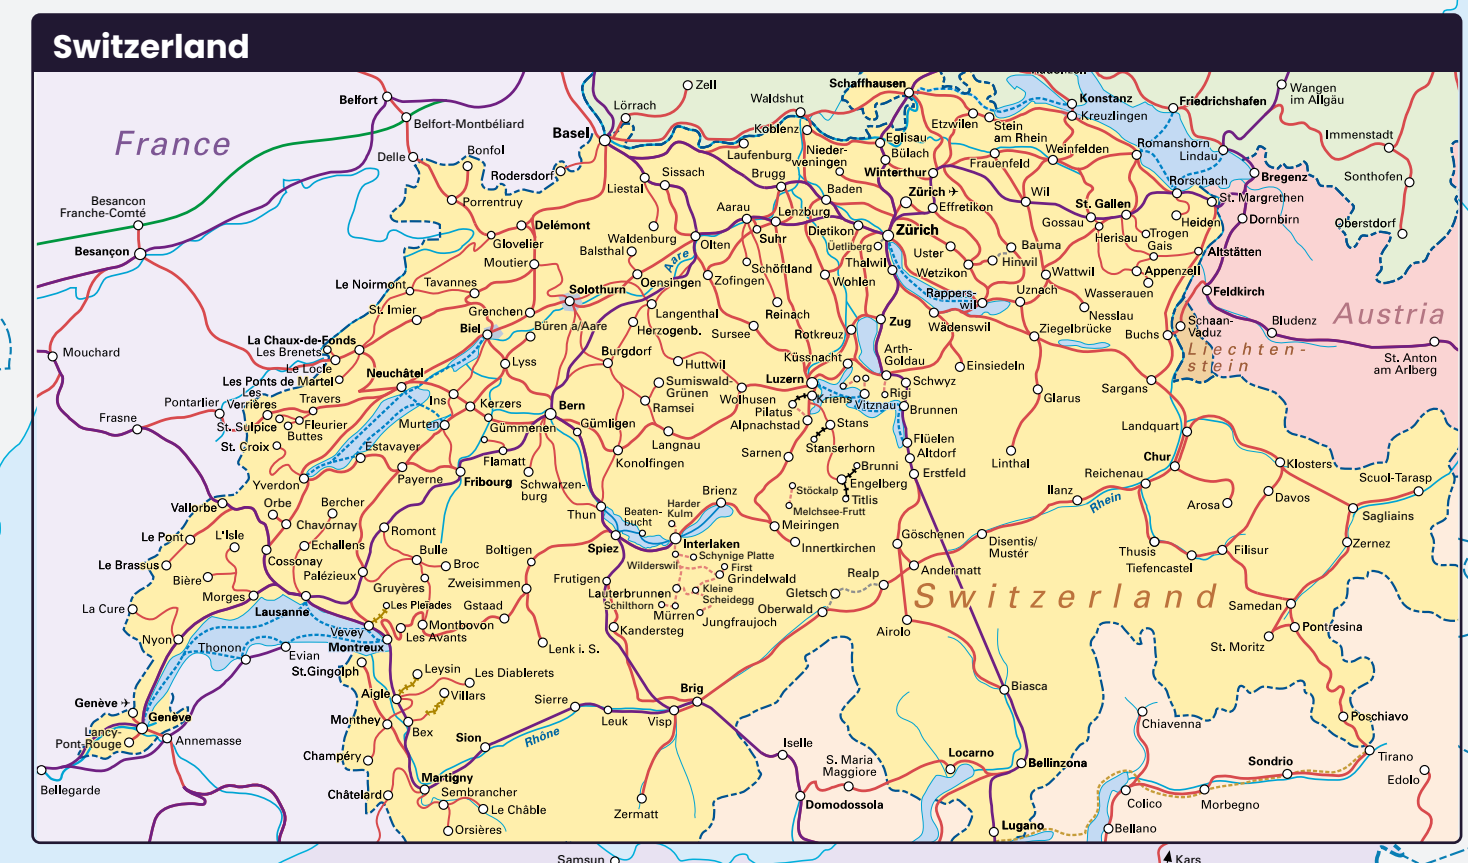 Switzerland
Schaffhausen
Zell
Belfort
Waldshut
Konstanz
Friedrichshafen
Wangen
im Allgäu
Lörrach
Belfort-Montbéliard
Basel
Koblenz
Etzwilen
Stein
am Rhein
Kreuzlingen
Immenstadt
France
Eglisau
Bülach
Romanshorn
Lindau
Delle
Bonfol
Laufenburg
Nieder-
weningen
Frauenfeld
Weinfelden
Rodersdorf
Sissach
Brugg
Winterthur
Bregenz
Sonthofen
Liestal
Baden
Zürich
Wil
Rorschach
St. Margrethen
Besancon
Franche-Comté
Porrentruy
Aarau
Lenzburg
Effretikon
St. Gallen
Gossau
Heiden
Dornbirn
Oberstdorf
Delémont
Waldenburg
Suhr
Dietikon
Zürich
Herisau
Trogen
Gais
Besançon
Glovelier
Balsthal
Olten
Üetliberg
Uster
Bauma
Altstätten
Moutier
Aare
Schöftland
Thalwil
Hinwil
Wetzikon
Wattwil
Appenzell
Le Noirmont
Tavannes
Solothurn
Oensingen
Zofingen
Wohlen
Rappers-
wil
Uznach
Wasserauen
Feldkirch
St. Imier
Grenchen
Langenthal
Reinach
Nesslau
Austria
Biel
Büren a/Aare
Herzogenb.
Sursee
Rotkreuz
Zug
Wädenswil
Ziegelbrücke
Buchs
Schaan-
Vaduz
Bludenz
La Chaux-de-Fonds
Les Brenets
Le Locle
Mouchard
Lyss
Burgdorf
Küssnacht
Arth-
Goldau
Liechten-
stein
St. Anton
am Arlberg
Les Ponts de Martel
Neuchâtel
Huttwil
Einsiedeln
Luzern
Schwyz
Sargans
Les
Verrières
Travers
Sumiswald-
Grünen
Wolhusen
Kriens
Rigi
Glarus
Pontarlier
Ins
Kerzers
Bern
Ramsei
Pilatus
Vitznau
Brunnen
Frasne
St. Sulpice
Fleurier
Buttes
Murten
Gümmenen
Gümligen
Alpnachstad
Stans
Landquart
St. Croix
Estavayer
Langnau
Stanserhorn
Flüelen
Altdorf
Flamatt
Konolfingen
Sarnen
Brunni
Linthal
Chur
Klosters
Yverdon
Payerne
Fribourg
Schwarzen-
burg
Engelberg
Erstfeld
Reichenau
Scuol-Tarasp
Stöckalp
Titlis
Ilanz
Davos
Vallorbe
Orbe
Bercher
Thun
Beaten-
bucht
Harder
Kulm
Brienz
Melchsee-Frutt
Rhein
Arosa
Sagliains
Chavornay
Le Pont
L'Isle
Romont
Meiringen
Göschenen
Disentis/
Mustér
Echallens
Bulle
Boltigen
Spiez
Interlaken
Innertkirchen
Thusis
Filisur
Zernez
Le Brassus
Cossonay
Broc
Schynige Platte
Wilderswil
First
Tiefencastel
Bière
Palézieux
Zweisimmen
Frutigen
Grindelwald
Realp
Andermatt
Morges
Gruyères
Lauterbrunnen
Kleine
Scheidegg
Gletsch
Switzerland
Samedan
La Cure
Lausanne
Les Pleïades
Gstaad
Schilthorn
Mürren
Jungfraujoch
Oberwald
Nyon
Vevey
Montbovon
Les Avants
Kandersteg
Airolo
Pontresina
Thonon
Evian
Montreux
Lenk i. S.
St. Moritz
St.Gingolph
Leysin
Les Diablerets
Genève
Aigle
Villars
Sierre
Brig
Biasca
Genève
Monthey
Leuk
Visp
Poschiavo
Lancy-
Pont-Rouge
Annemasse
Bex
Sion
Rhône
Chiavenna
Champéry
Iselle
Locarno
Bellinzona
Tirano
Bellegarde
Martigny
S. Maria
Maggiore
Sondrio
Edolo
Châtelard
Sembrancher
Le Châble
Domodossola
Colico
Morbegno
Orsières
Zermatt
Lugano
Bellano
Samsun
Kars